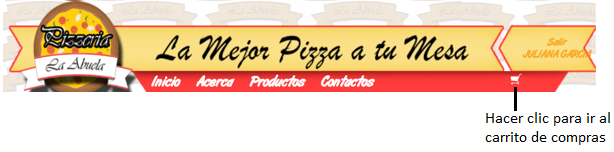 Pizzeria
La Abuela
La Mejor Pizza a tu Mesa
Salir
JULIANA GARCIA
Inicio Acerca Productos Contactos
Hacer clic para ir al
carrito de compras